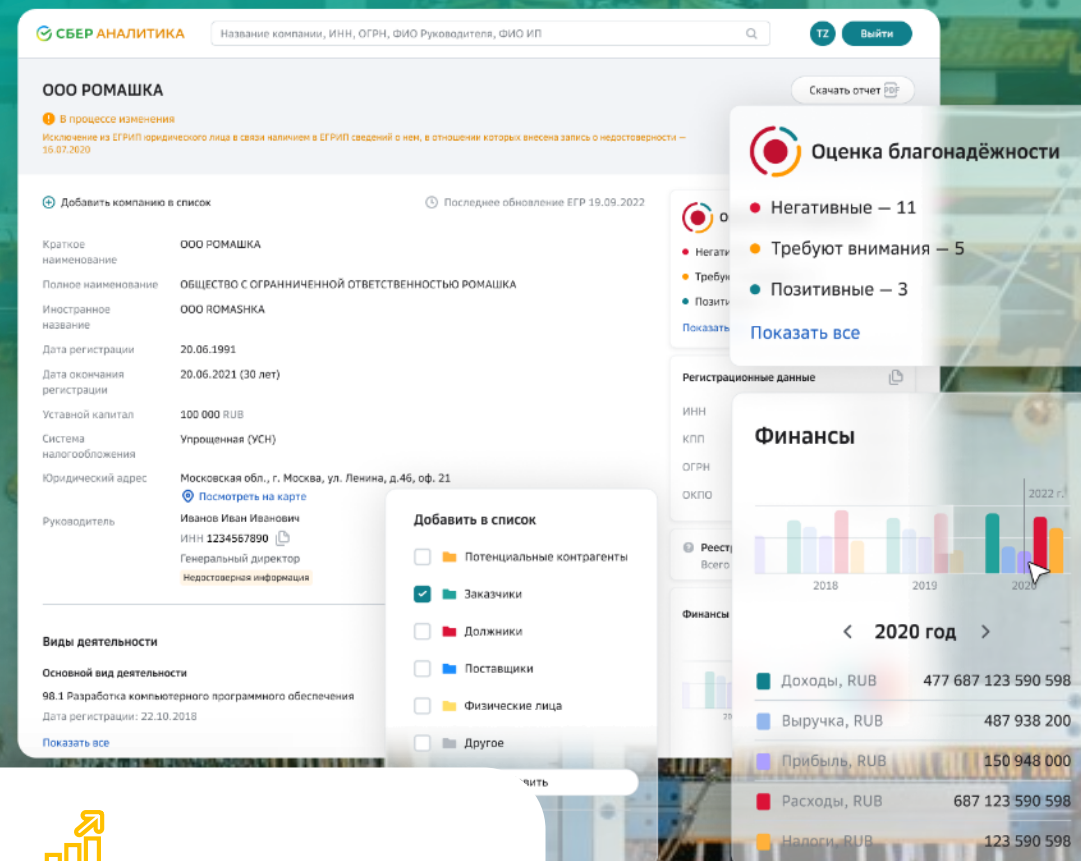 СБЕР АНАЛИТИКА
Название компании, ИНН, ОГРН, ФИО Руководителя, ФИО ИП
TZ
Выйти
ООО РОМАШКА
Скачать отчет PDF
В процессе изменения
Исключение из ЕГРИП юридического лица в связи наличием в ЕГРИП сведений о нем, в отношении которых внесена запись о недостоверности —
16.07.2020
Добавить компанию в список
Последнее обновление ЕГР 19.09.2022
Краткое
наименование
ООО РОМАШКА
Полное наименование
ОБЩЕСТВО С ОГРАННИЧЕННОЙ ОТВЕТСТВЕННОСТЬЮ РОМАШКА
Иностранное
название
OOO ROMASHKA
Дата регистрации
20.06.1991
Дата окончания
регистрации
20.06.2021 (30 лет)
Уставной капитал
100 000 RUB
Система
налогообложения
Упрощенная (УСН)
Юридический адрес
Московская обл., г. Москва, ул. Ленина, д.46, оф. 21
Посмотреть на карте
Руководитель
Иванов Иван Иванович
ИНН 1234567890
Генеральный директор
Недостоверная информация
Виды деятельности
Основной вид деятельности
98.1 Разработка компьютерного программного обеспечения
Дата регистрации: 22.10.2018
Показать все
Добавить в список
Потенциальные контрагенты
Заказчики
Должники
Поставщики
Физические лица
Другое
вить
О
Негати
Требу
Позити
Показать
Регистрационные данные
ИНН
КПП
ОГРН
ОКПО
Реест
Всего
Финансы
20
Оценка благонадёжности
Негативные — 11
Требуют внимания — 5
Позитивные — 3
Показать все
Финансы
2022 г.
2018
2019
2020
2020 год
Доходы, RUB 477 687 123 590 598
Выручка, RUB 487 938 200
Прибыль, RUB 150 948 000
Расходы, RUB 687 123 590 598
Налоги, RUB 123 590 598